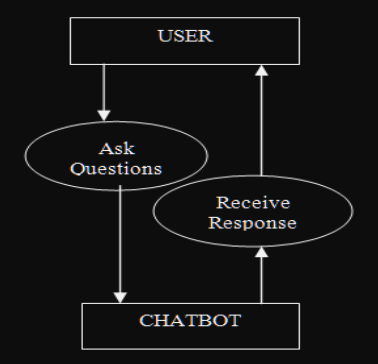 USER
Ask
Questions
Receive
Response
CHATBOT